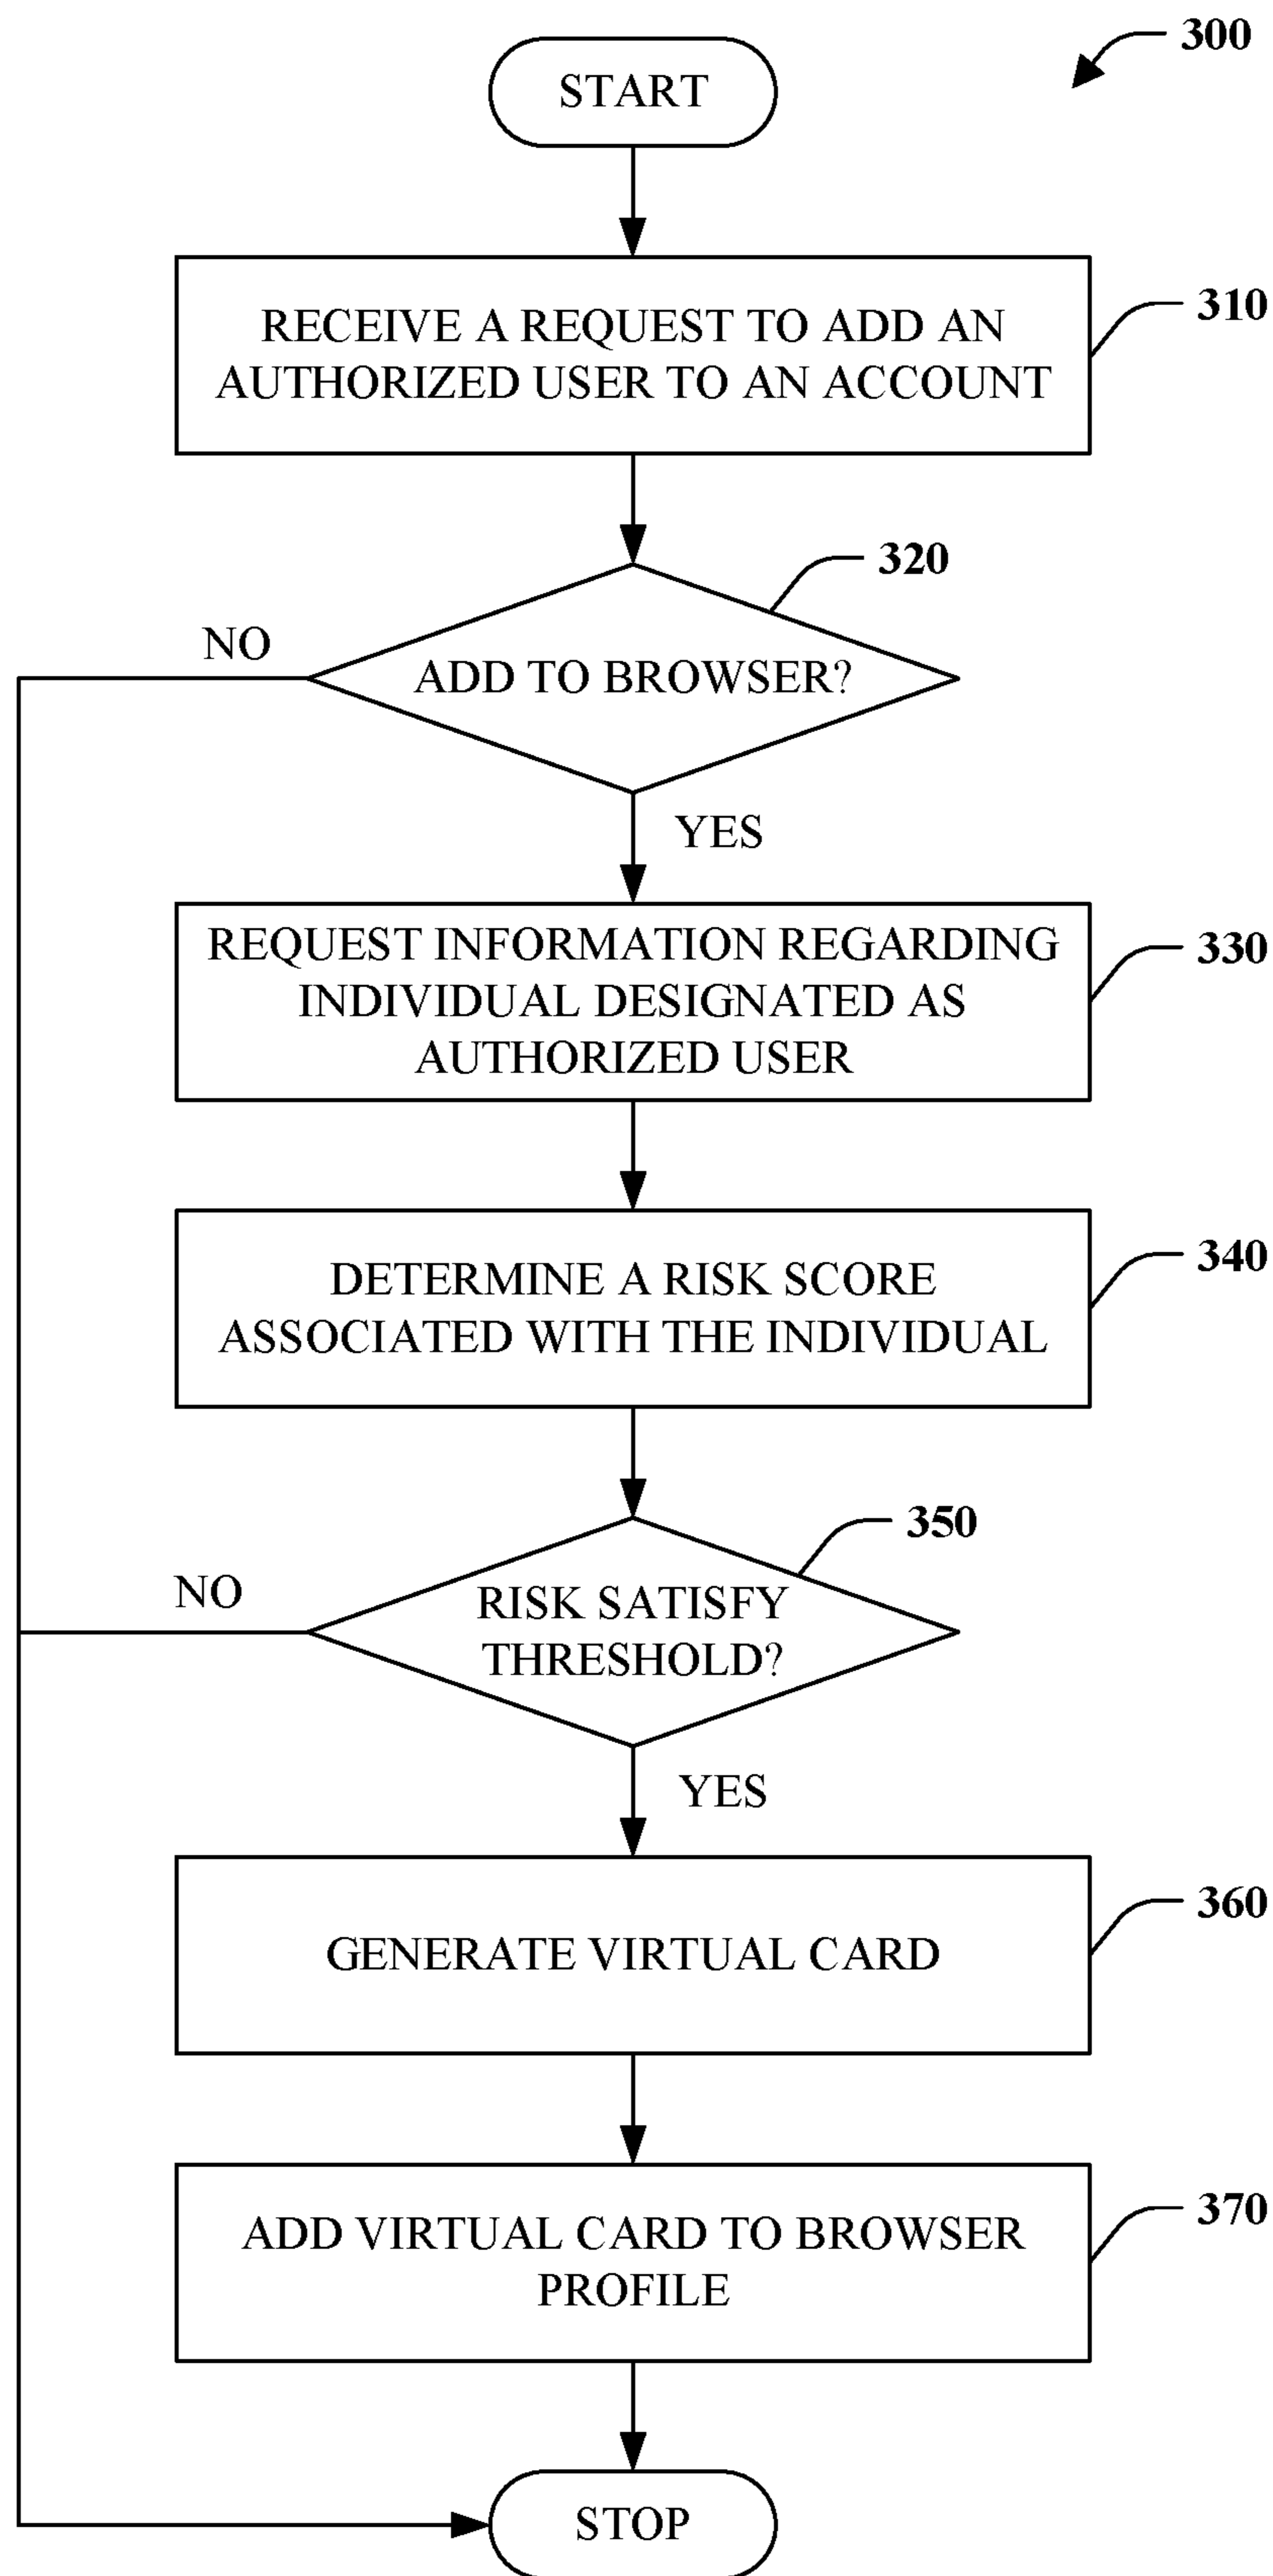 300
START
RECEIVE A REQUEST TO ADD AN
AUTHORIZED USER TO AN ACCOUNT
310
320
NO
ADD TO BROWSER?
YES
REQUEST INFORMATION REGARDING
INDIVIDUAL DESIGNATED AS
AUTHORIZED USER
330
DETERMINE A RISK SCORE
ASSOCIATED WITH THE INDIVIDUAL
340
350
NO
RISK SATISFY
THRESHOLD?
YES
GENERATE VIRTUAL CARD
360
ADD VIRTUAL CARD TO BROWSER
PROFILE
370
STOP